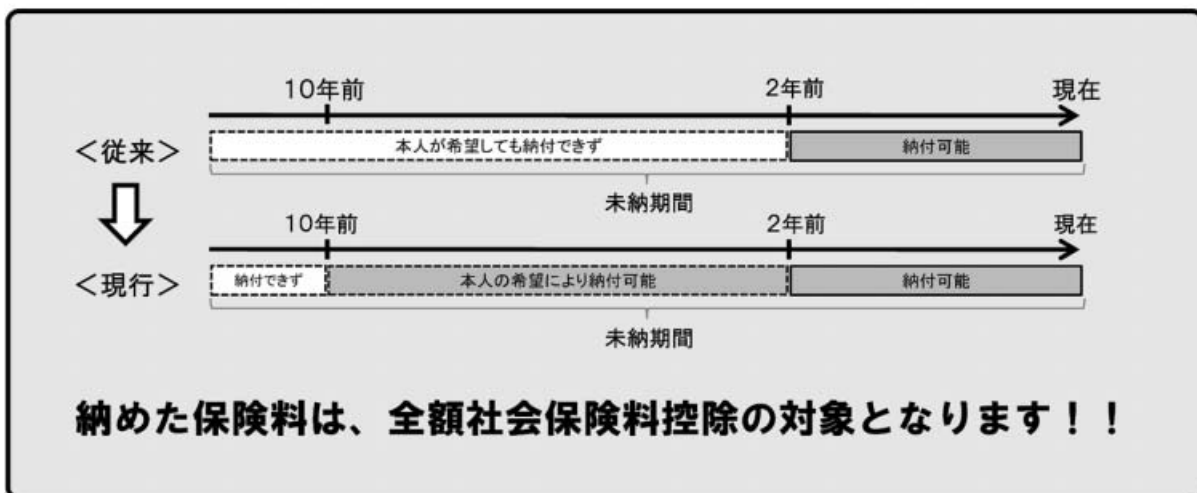 10年前 2年前 現在
<従来> 本人が希望しても納付できず 納付可能
未納期間
10年前 2年前 現在
<現行> 納付できず 本人の希望により納付可能 納付可能
未納期間
納めた保険料は、全額社会保険料控除の対象となります！！